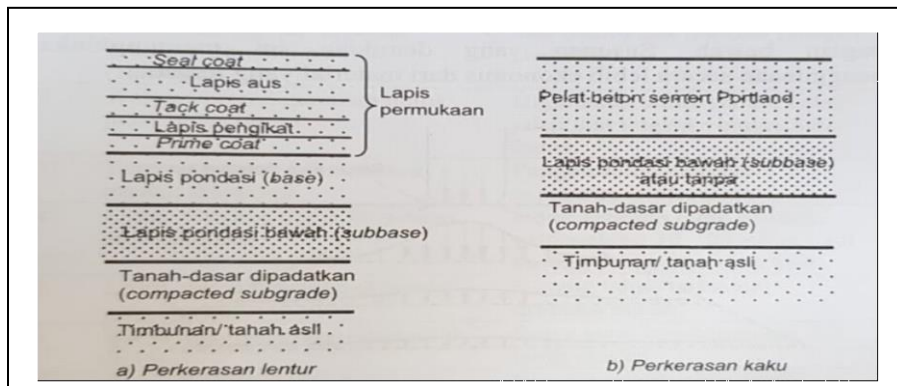 Seal coat
Lapis aus
Tack coat
Lapis pengikat
Prime coat
Lapis
permukaan
Lapis pondasi (base)
Lapis pondasi bawah (subbase)
Tanah-dasar dipadatkan
(compacted subgrade)
Timbunan/ tahah asli
a) Perkerasan lentur
Pelat beton semen Portland
Lapis pondasi bawah (subbase)
atau tanpa
Tanah-dasar dipadatkan
(compacted subgrade)
Timbunan/ tanah asli
b) Perkerasan kaku